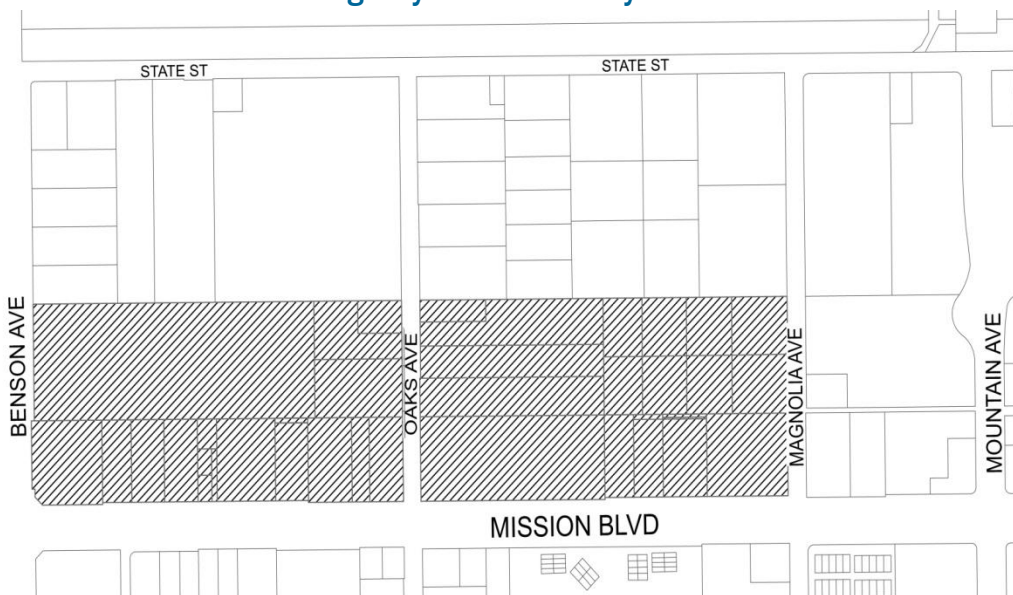 STATE ST
STATE ST
BENSON AVE
OAKS AVE
MAGNOLIA AVE
MOUNTAIN AVE
MISSION BLVD